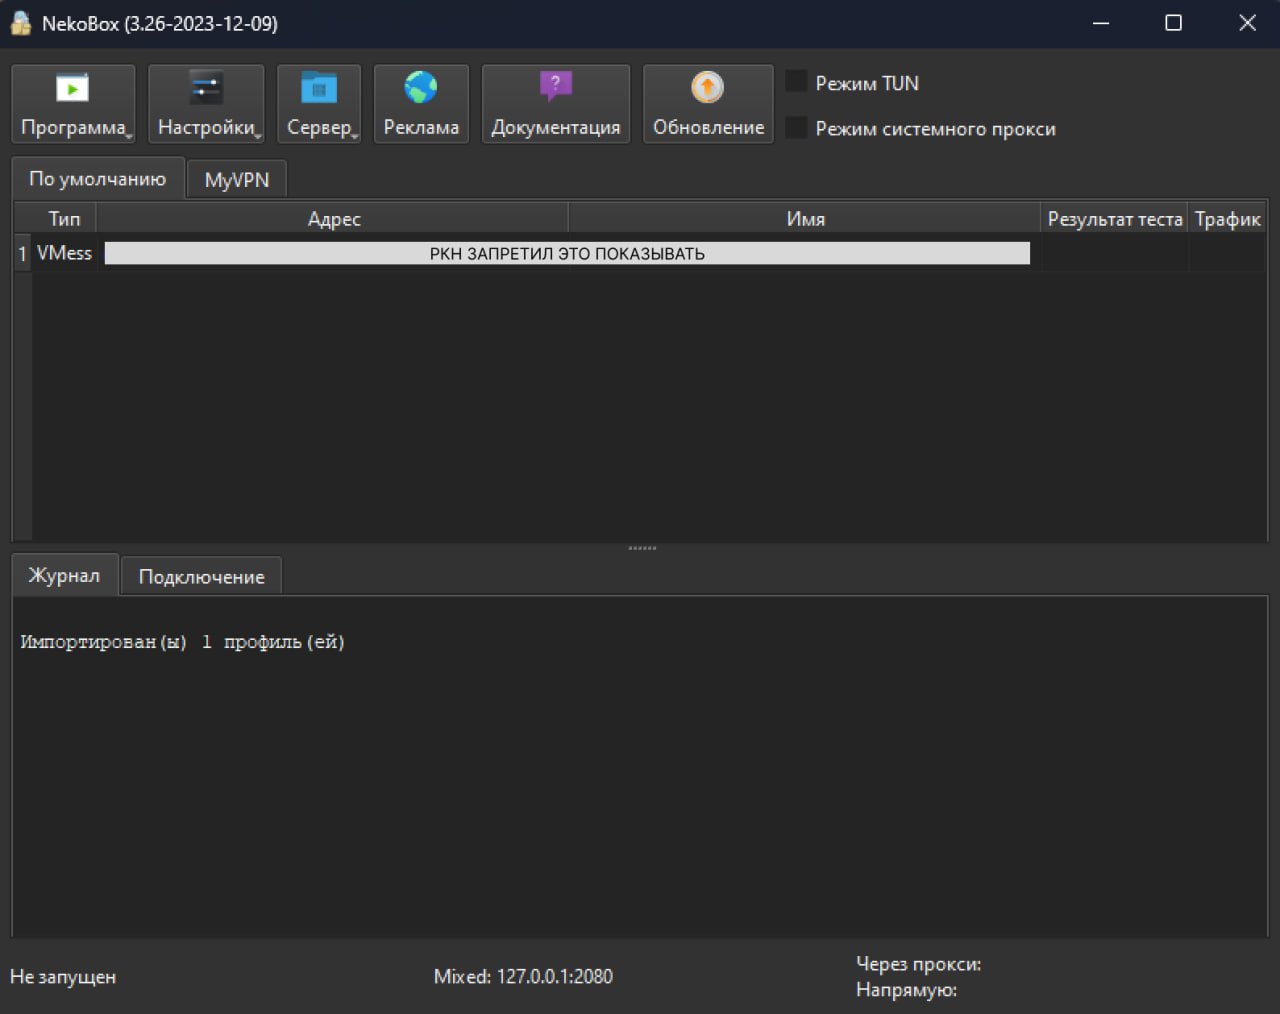 NekoBox (3.26-2023-12-09)
Программа
Настройки
Сервер
Реклама
?
Документация
Обновление
Режим TUN
Режим системного прокси
По умолчанию
MyVPN
Тип
Адрес
Имя
Результат теста
Трафик
1 VMess РКН ЗАПРЕТИЛ ЭТО ПОКАЗЫВАТЬ
Журнал
Подключение
Импортирован(ы) 1 профиль(ей)
Не запущен
Mixed: 127.0.0.1:2080
Через прокси:
Напрямую: